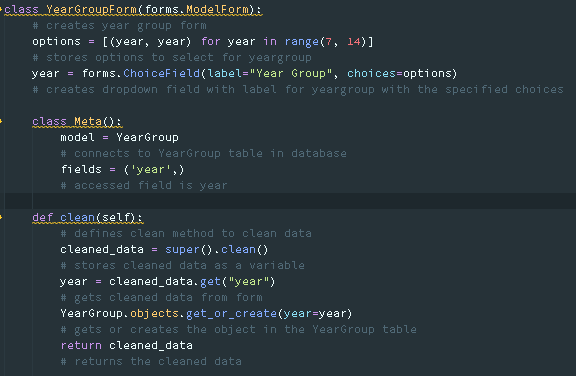 class YearGroupForm(forms.ModelForm):
    # creates year group form
    options = [(year, year) for year in range(7, 14)]
    # stores options to select for yeargroup
    year = forms.ChoiceField(label="Year Group", choices=options)
    # creates dropdown field with label for yeargroup with the specified choices

    class Meta():
        model = YearGroup
        # connects to YearGroup table in database
        fields = ('year',)
        # accessed field is year

    def clean(self):
        # defines clean method to clean data
        cleaned_data = super().clean()
        # stores cleaned data as a variable
        year = cleaned_data.get("year")
        # gets cleaned data from form
        YearGroup.objects.get_or_create(year=year)
        # gets or creates the object in the YearGroup table
        return cleaned_data
        # returns the cleaned data